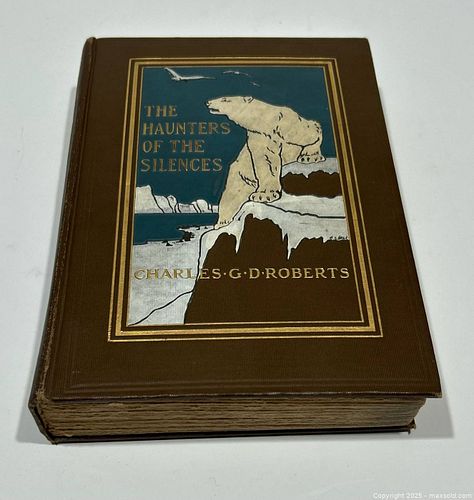 THE
HAUNTERS
OF THE
SILENCES
CHARLES·G·D·ROBERTS
Copyright 2025 - maxsold.com